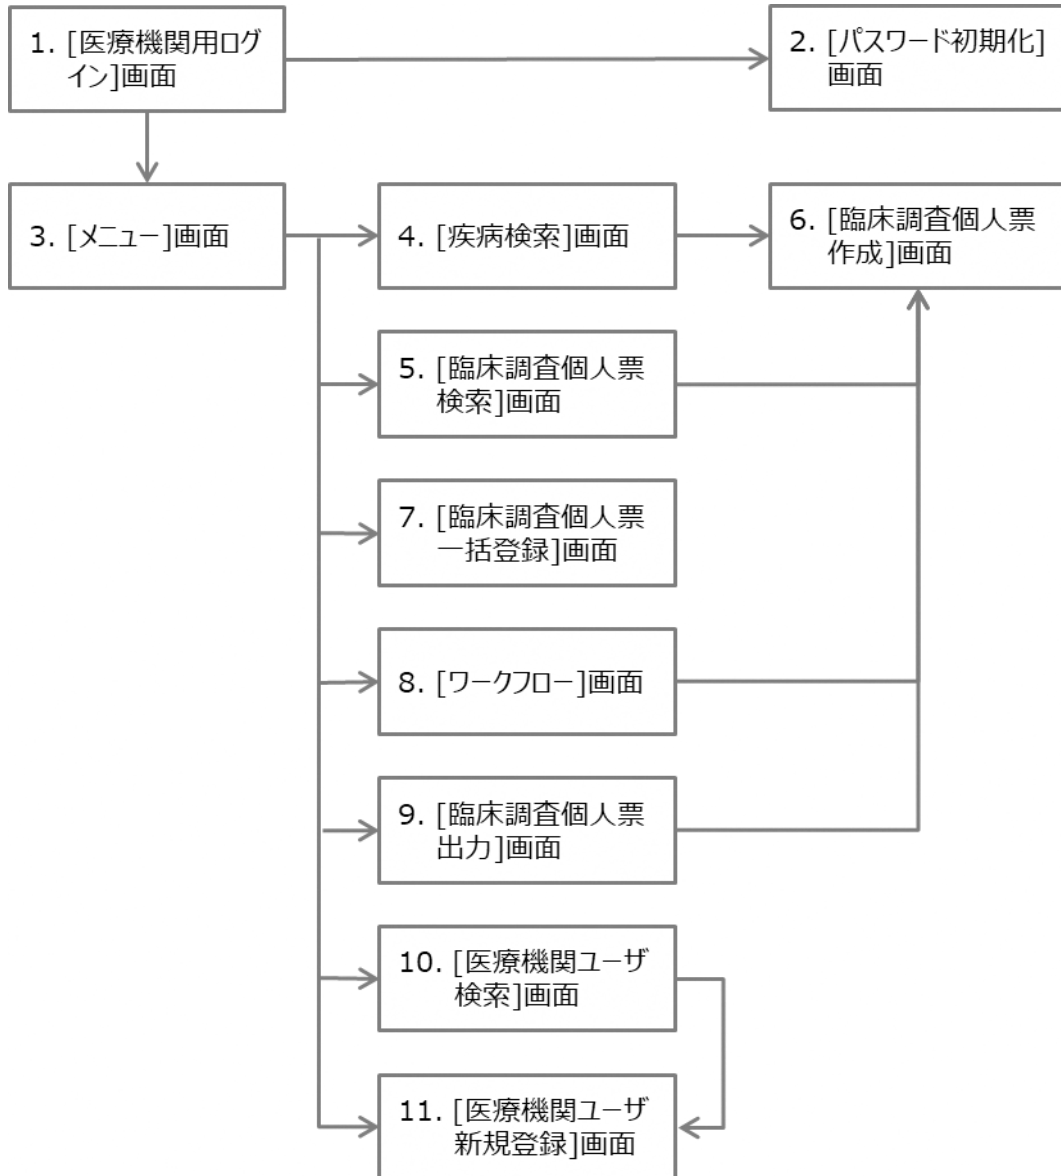 1. [医療機関用ログ
イン]画面
2. [パスワード初期化]
画面
3. [メニュー]画面
4. [疾病検索]画面
6. [臨床調査個人票
作成]画面
5. [臨床調査個人票
検索]画面
7. [臨床調査個人票
一括登録]画面
8. [ワークフロー]画面
9. [臨床調査個人票
出力]画面
10. [医療機関ユーザ
検索]画面
11. [医療機関ユーザ
新規登録]画面